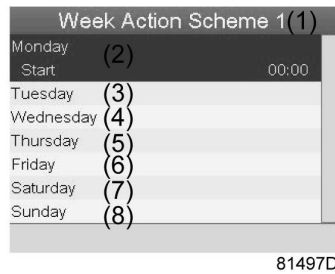 Week Action Scheme 1(1)
Monday (2)
Start 00:00
Tuesday (3)
Wednesday (4)
Thursday (5)
Friday (6)
Saturday (7)
Sunday (8)
81497D